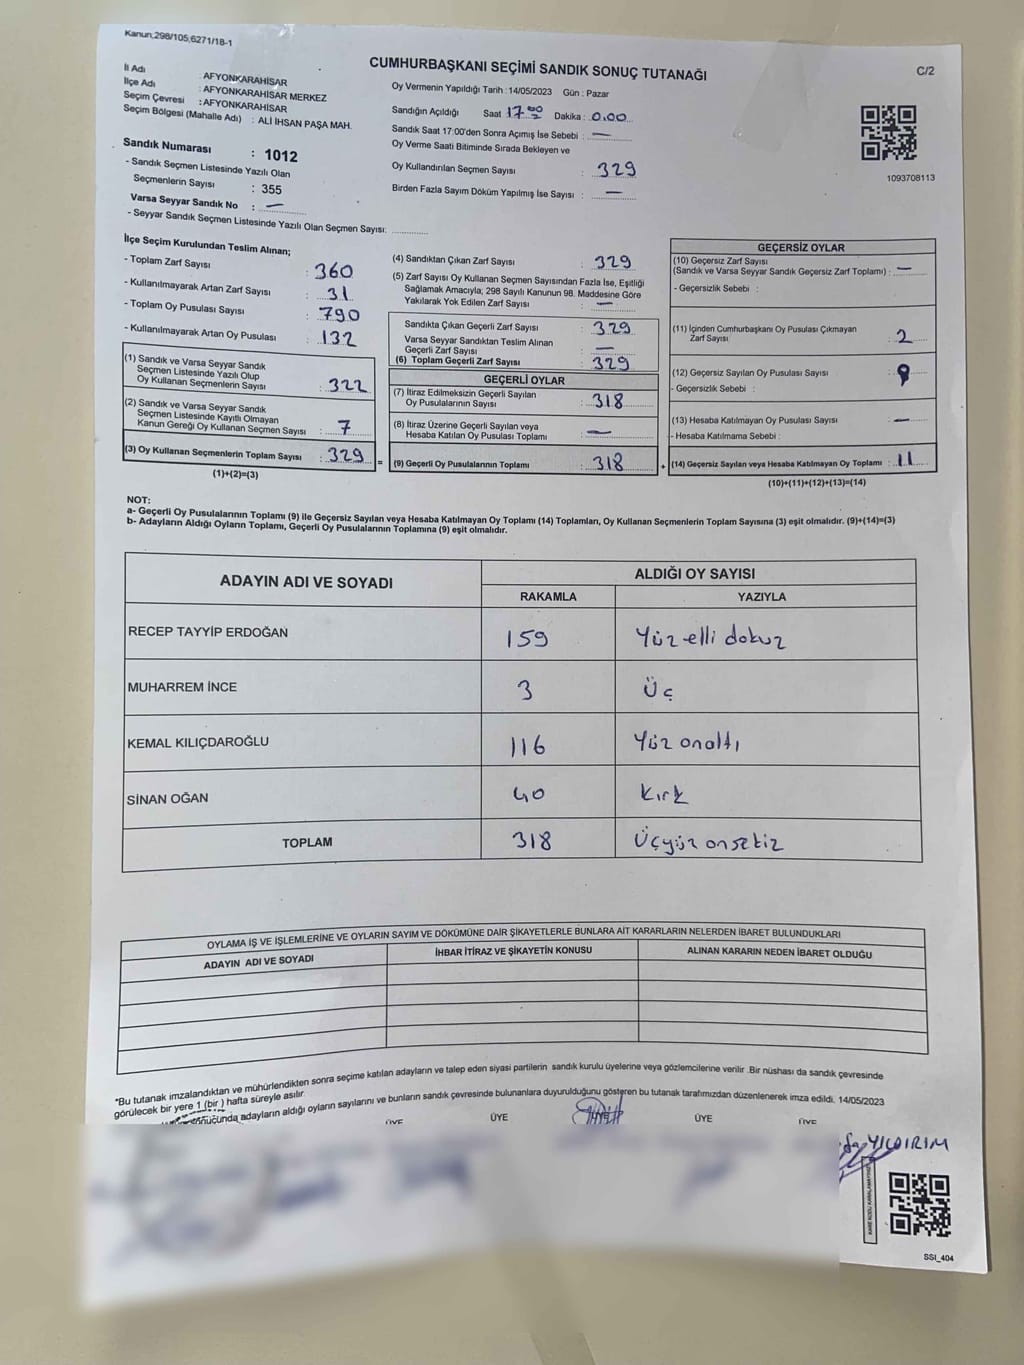 Kanun;298/105,6271/18-1
CUMHURBAŞKANI SEÇİMİ SANDIK SONUÇ TUTANAĞI
C/2
İl Adı : AFYONKARAHİSAR
İlçe Adı : AFYONKARAHİSAR MERKEZ
Seçim Çevresi : AFYONKARAHİSAR
Seçim Bölgesi (Mahalle Adı) : ALİ İHSAN PAŞA MAH.
Oy Vermenin Yapıldığı Tarih : 14/05/2023 Gün : Pazar
Sandığın Açıldığı Saat 17:00 Dakika : 0.00
Sandık Saat 17:00'den Sonra Açımış İse Sebebi : —
Oy Verme Saati Bitiminde Sırada Bekleyen ve
Oy Kullandırılan Seçmen Sayısı : 329
Birden Fazla Sayım Döküm Yapılmış İse Sayısı : —
1093708113
Sandık Numarası : 1012
- Sandık Seçmen Listesinde Yazılı Olan
Seçmenlerin Sayısı : 355
Varsa Seyyar Sandık No : —
- Seyyar Sandık Seçmen Listesinde Yazılı Olan Seçmen Sayısı:
İlçe Seçim Kurulundan Teslim Alınan;
- Toplam Zarf Sayısı : 360
- Kullanılmayarak Artan Zarf Sayısı : 31
- Toplam Oy Pusulası Sayısı : 790
- Kullanılmayarak Artan Oy Pusulası : 132
(1) Sandık ve Varsa Seyyar Sandık
Seçmen Listesinde Yazılı Olup
Oy Kullanan Seçmenlerin Sayısı : 322
(2) Sandık ve Varsa Seyyar Sandık
Seçmen Listesinde Kayıtlı Olmayan
Kanun Gereği Oy Kullanan Seçmen Sayısı : 7
(3) Oy Kullanan Seçmenlerin Toplam Sayısı : 329 =
(1)+(2)=(3)
(4) Sandıktan Çıkan Zarf Sayısı : 329
(5) Zarf Sayısı Oy Kullanan Seçmen Sayısından Fazla İse, Eşitliği
Sağlamak Amacıyla, 298 Sayılı Kanunun 98. Maddesine Göre
Yakılarak Yok Edilen Zarf Sayısı : —
Sandıkta Çıkan Geçerli Zarf Sayısı : 329
Varsa Seyyar Sandıktan Teslim Alınan
Geçerli Zarf Sayısı : —
(6) Toplam Geçerli Zarf Sayısı : 329
GEÇERLİ OYLAR
(7) İtiraz Edilmeksizin Geçerli Sayılan
Oy Pusulalarının Sayısı : 318
(8) İtiraz Üzerine Geçerli Sayılan veya
Hesaba Katılan Oy Pusulası Toplamı : —
(9) Geçerli Oy Pusulalarının Toplamı : 318 +
GEÇERSİZ OYLAR
(10) Geçersiz Zarf Sayısı
(Sandık ve Varsa Seyyar Sandık Geçersiz Zarf Toplamı) : —
- Geçersizlik Sebebi :
(11) İçinden Cumhurbaşkanı Oy Pusulası Çıkmayan
Zarf Sayısı : 2
(12) Geçersiz Sayılan Oy Pusulası Sayısı : 9
- Geçersizlik Sebebi :
(13) Hesaba Katılmayan Oy Pusulası Sayısı : —
- Hesaba Katılmama Sebebi :
(14) Geçersiz Sayılan veya Hesaba Katılmayan Oy Toplamı : 11
(10)+(11)+(12)+(13)=(14)
NOT:
a- Geçerli Oy Pusulalarının Toplamı (9) ile Geçersiz Sayılan veya Hesaba Katılmayan Oy Toplamı (14) Toplamları, Oy Kullanan Seçmenlerin Toplam Sayısına (3) eşit olmalıdır. (9)+(14)=(3)
b- Adayların Aldığı Oyların Toplamı, Geçerli Oy Pusulalarının Toplamına (9) eşit olmalıdır.
ADAYIN ADI VE SOYADI ALDIĞI OY SAYISI
RAKAMLA YAZIYLA
RECEP TAYYİP ERDOĞAN 159 Yüz elli dokuz
MUHARREM İNCE 3 Üç
KEMAL KILIÇDAROĞLU 116 Yüz onaltı
SİNAN OĞAN 40 Kırk
TOPLAM 318 Üçyüz onsekiz
OYLAMA İŞ VE İŞLEMLERİNE VE OYLARIN SAYIM VE DÖKÜMÜNE DAİR ŞİKAYETLERLE BUNLARA AİT KARARLARIN NELERDEN İBARET BULUNDUKLARI
ADAYIN ADI VE SOYADI İHBAR İTİRAZ VE ŞİKAYETİN KONUSU ALINAN KARARIN NEDEN İBARET OLDUĞU
*Bu tutanak imzalandıktan ve mühürlendikten sonra seçime katılan adayların ve talep eden siyasi partilerin sandık kurulu üyelerine veya gözlemcilerine verilir .Bir nüshası da sandık çevresinde
görülecek bir yere 1 (bir ) hafta süreyle asılır.
adayların aldığı oyların sayılarını ve bunların sandık çevresinde bulunanlara duyurulduğunu gösteren bu tutanak tarafımızdan düzenlenerek imza edildi. 14/05/2023
ÜYE ÜYE ÜYE ÜYE ÜYE
YILDIRIM
SSI_404